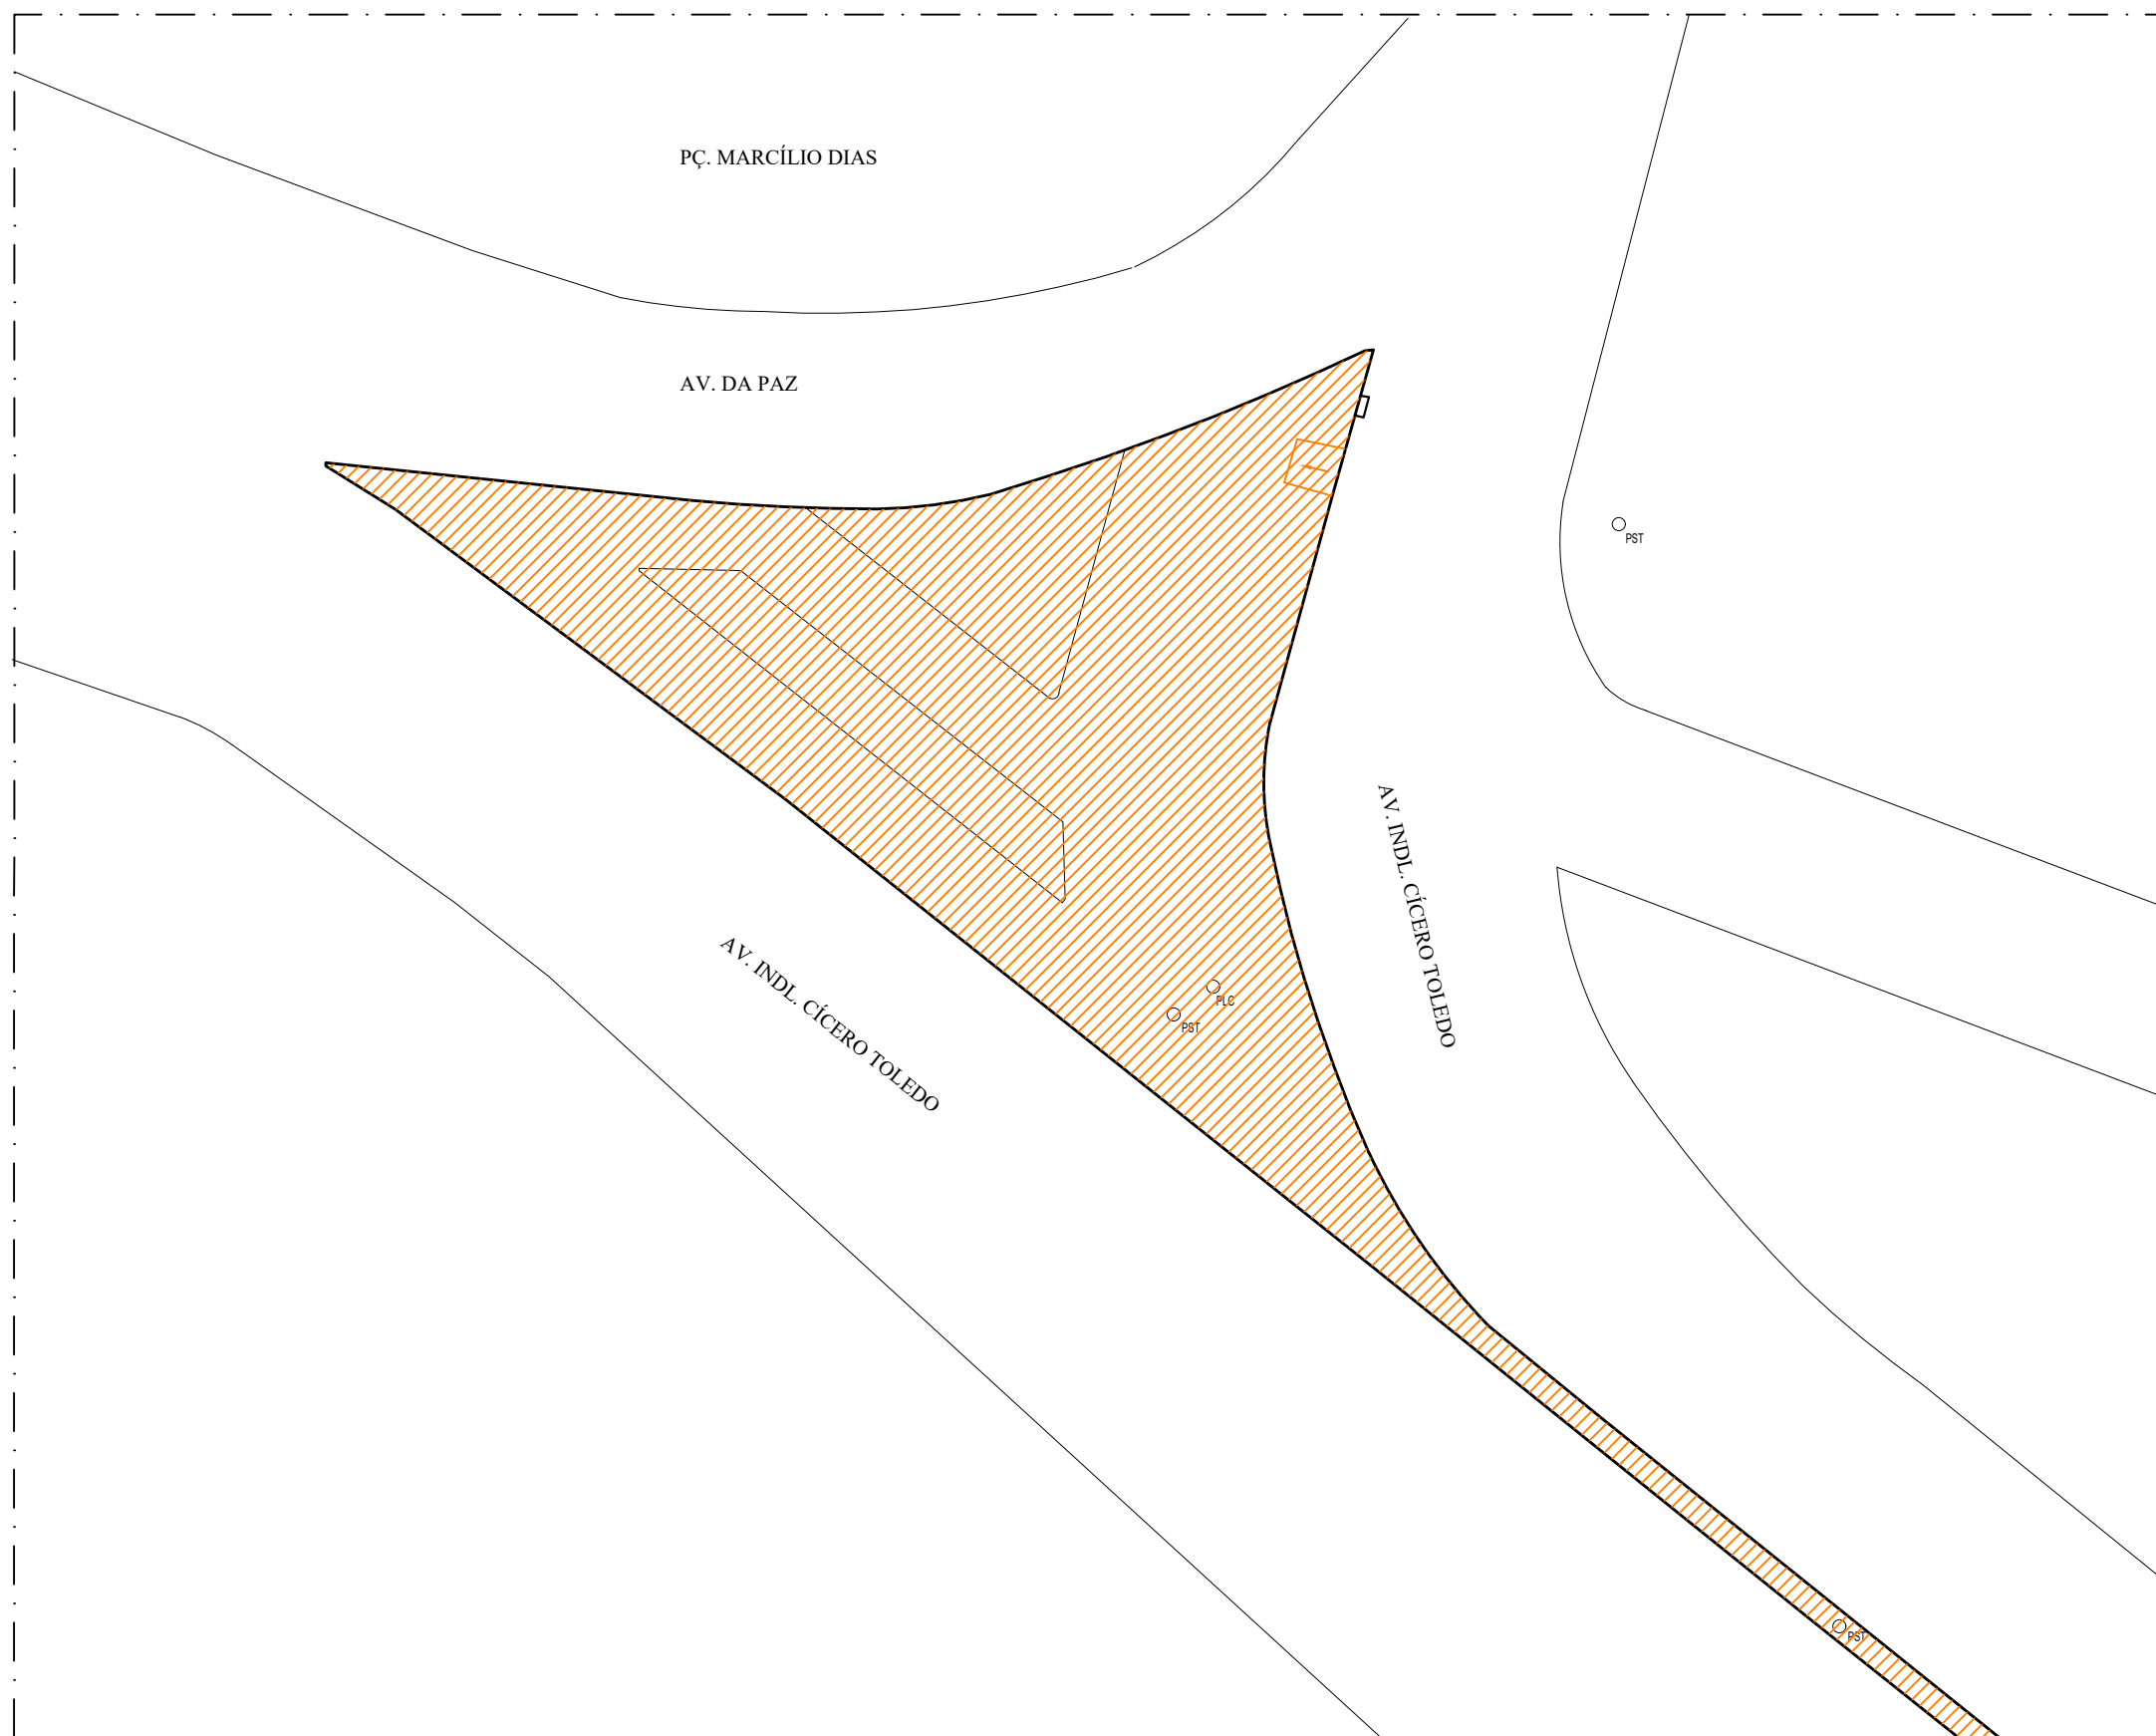 PÇ. MARCÍLIO DIAS
AV. DA PAZ
PST
AV. INDL. CÍCERO TOLEDO
AV. INDL. CÍCERO TOLEDO
PLC
PST
PST